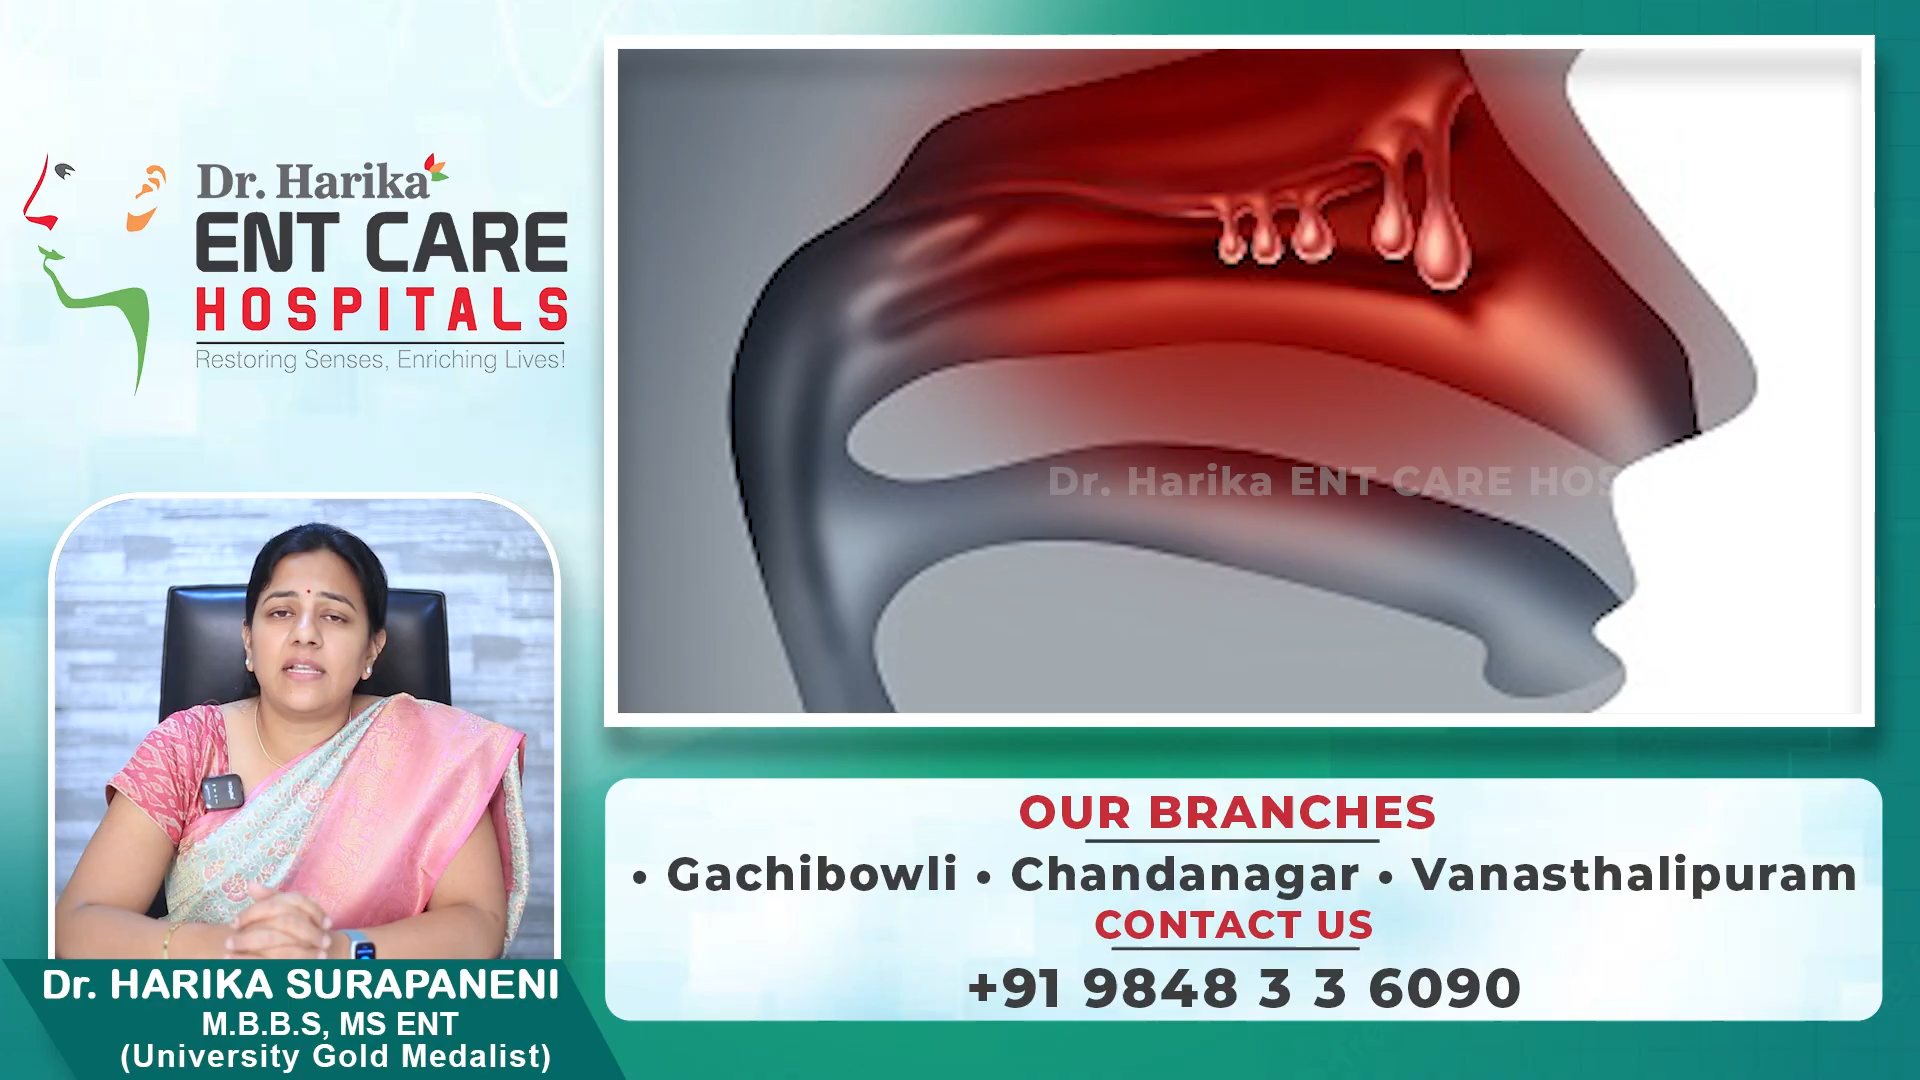 Dr. Harika
ENT CARE
HOSPITALS
Restoring Senses, Enriching Lives!
Dr. Harika ENT CARE HOS
Dr. HARIKA SURAPANENI
M.B.B.S, MS ENT
(University Gold Medalist)
OUR BRANCHES
• Gachibowli • Chandanagar • Vanasthalipuram
CONTACT US
+91 9848 3 3 6090